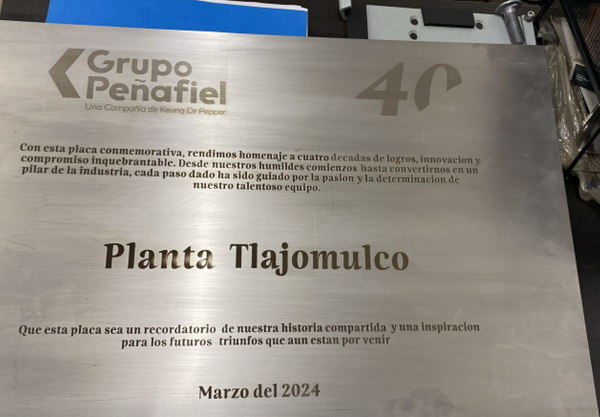 Grupo
Peñafiel
Una Compañia de Keurig Dr Pepper
40
Con esta placa conmemorativa, rendimos homenaje a cuatro decadas de logros, innovacion y
compromiso inquebrantable. Desde nuestros humildes comienzos hasta convertirnos en un
pilar de la industria, cada paso dado ha sido guiado por la pasion y la determinacion de
nuestro talentoso equipo.
Planta Tlajomulco
Que esta placa sea un recordatorio de nuestra historia compartida y una inspiracion
para los futuros triunfos que aun estan por venir
Marzo del 2024